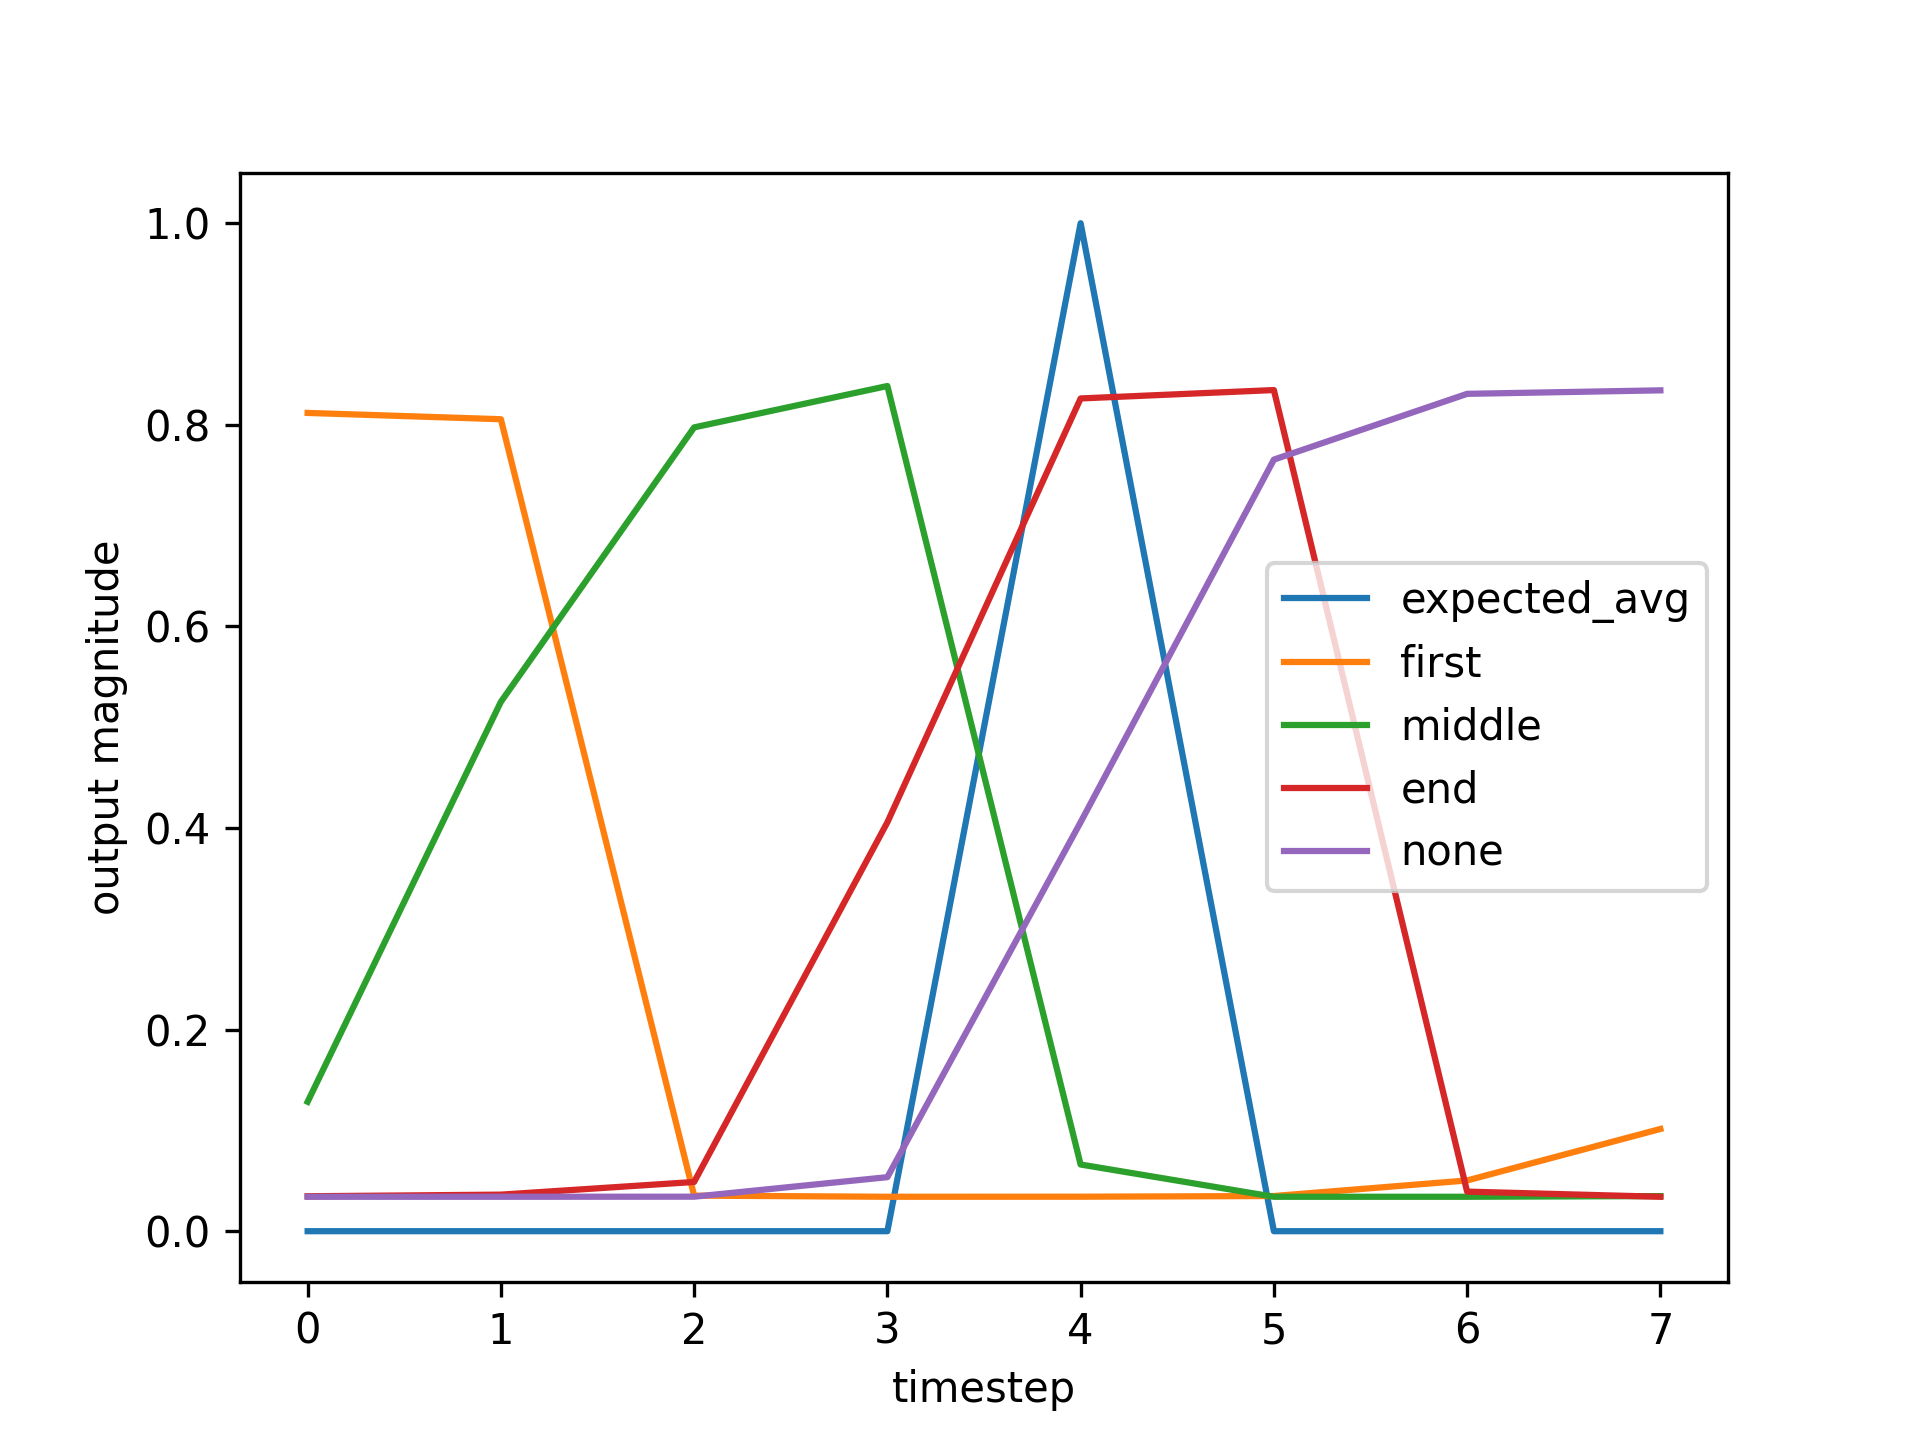 1.0
0.8
0.6
0.4
0.2
0.0
output magnitude
0 1 2 3 4 5 6 7
timestep
expected_avg
first
middle
end
none